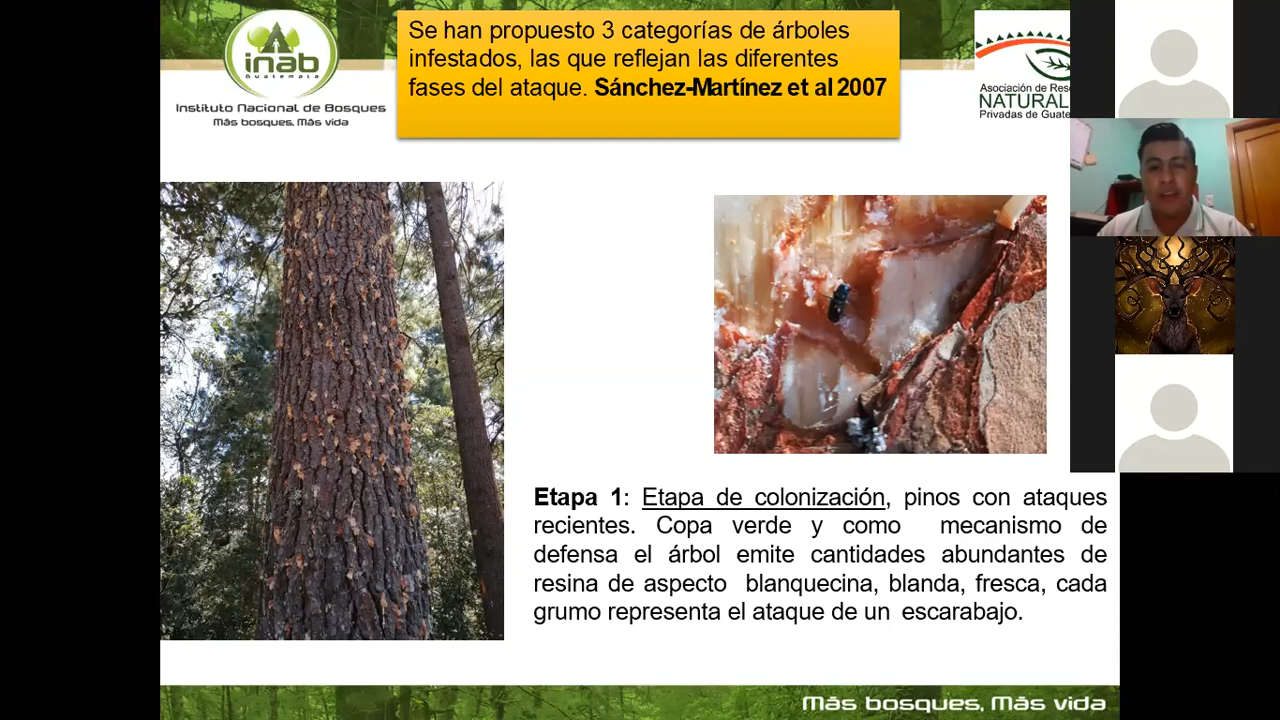 Se han propuesto 3 categorías de árboles
infestados, las que reflejan las diferentes
fases del ataque. Sánchez-Martínez et al 2007
inab
Guatemala
Instituto Nacional de Bosques
Más bosques, Más vida
Asociación de
NATURAL
Privadas de
Etapa 1: Etapa de colonización, pinos con ataques
recientes. Copa verde y como mecanismo de
defensa el árbol emite cantidades abundantes de
resina de aspecto blanquecina, blanda, fresca, cada
grumo representa el ataque de un escarabajo.
Más bosques, Más vida